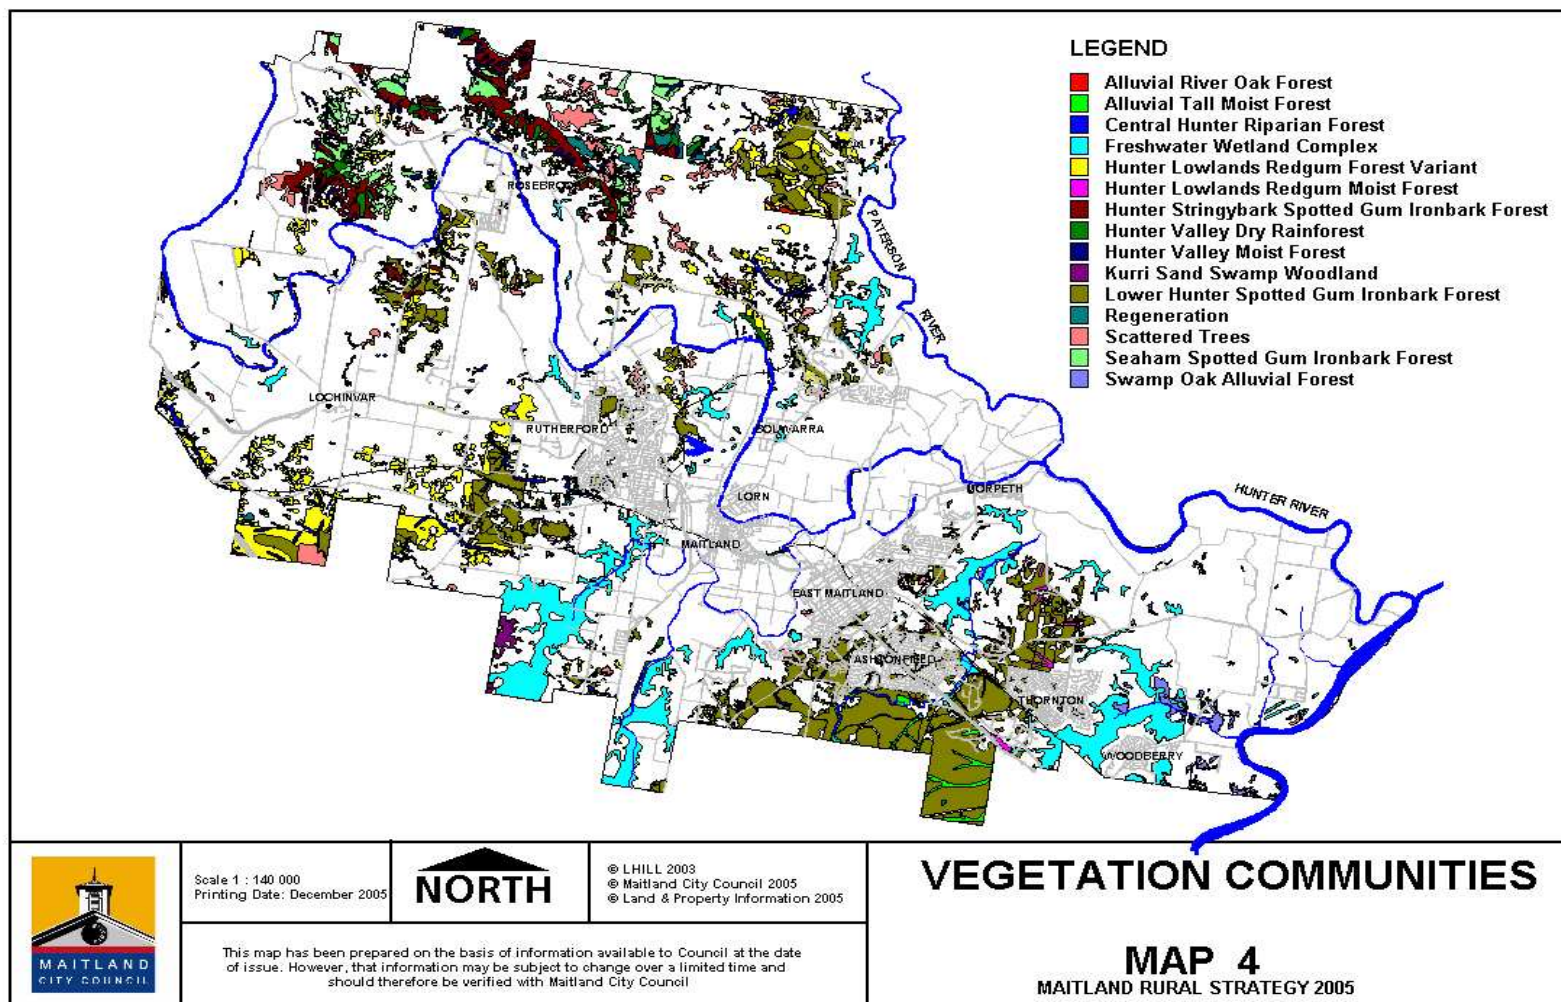 LEGEND
Alluvial River Oak Forest
Alluvial Tall Moist Forest
Central Hunter Riparian Forest
Freshwater Wetland Complex
Hunter Lowlands Redgum Forest Variant
Hunter Lowlands Redgum Moist Forest
Hunter Stringybark Spotted Gum Ironbark Forest
Hunter Valley Dry Rainforest
Hunter Valley Moist Forest
Kurri Sand Swamp Woodland
Lower Hunter Spotted Gum Ironbark Forest
Regeneration
Scattered Trees
Seaham Spotted Gum Ironbark Forest
Swamp Oak Alluvial Forest
PATERSON
RIVER
LOCHINVAR
RUTHERFORD
BOLWARRA
LORN
MORPETH
HUNTER RIVER
MAITLAND
EAST MAITLAND
ASHTONFIELD
THORNTON
WOODBERRY
MAITLAND
CITY COUNCIL
Scale 1 : 140 000
Printing Date: December 2005
NORTH
© LHILL 2003
© Maitland City Council 2005
© Land & Property Information 2005
This map has been prepared on the basis of information available to Council at the date
of issue. However, that information may be subject to change over a limited time and
should therefore be verified with Maitland City Council
VEGETATION COMMUNITIES
MAP 4
MAITLAND RURAL STRATEGY 2005